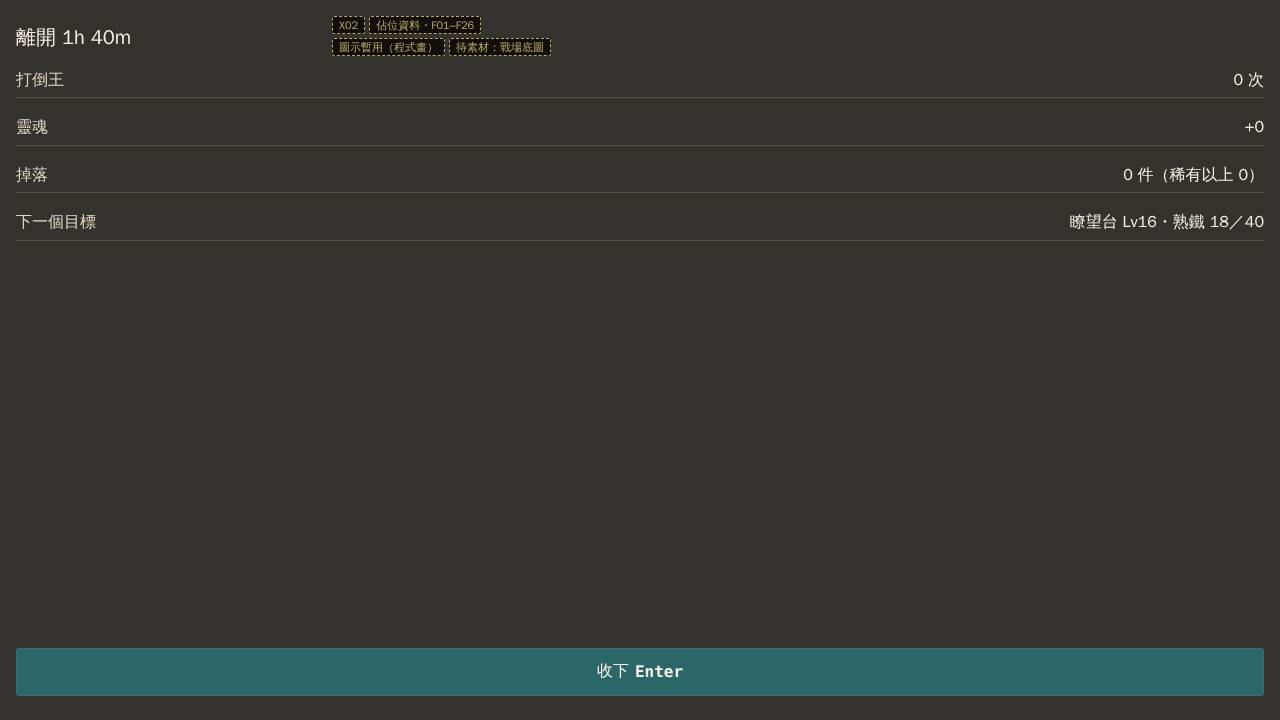 離開 1h 40m
X02 佔位資料・F01–F26
圖示暫用（程式畫） 待素材：戰場底圖
打倒王 0 次
靈魂 +0
掉落 0 件（稀有以上 0）
下一個目標 瞭望台 Lv16・熟鐵 18／40
收下 Enter